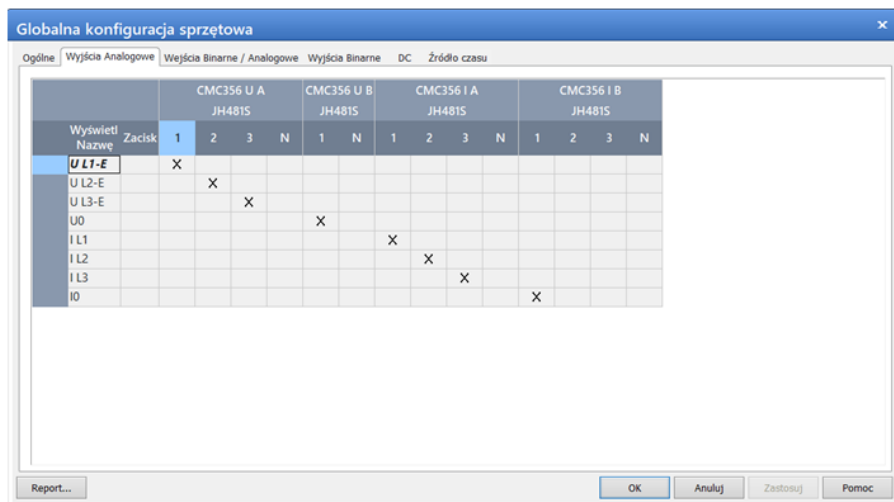 Globalna konfiguracja sprzętowa ×
Ogólne Wyjścia Analogowe Wejścia Binarne / Analogowe Wyjścia Binarne DC Źródło czasu
CMC356 U A CMC356 U B CMC356 I A CMC356 I B
JH481S JH481S JH481S JH481S
Wyświetl Nazwę Zacisk 1 2 3 N 1 N 1 2 3 N 1 2 3 N
U L1-E X
U L2-E X
U L3-E X
U0 X
I L1 X
I L2 X
I L3 X
I0 X
Report... OK Anuluj Zastosuj Pomoc